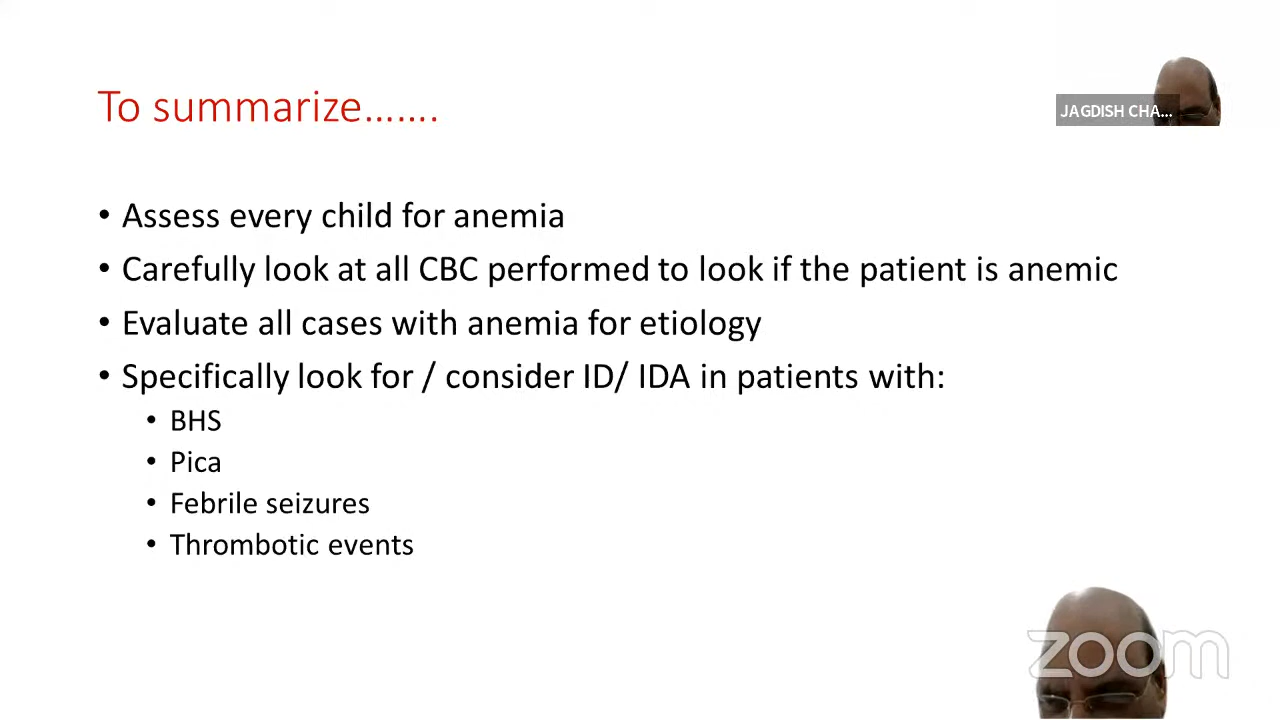 To summarize.......
JAGDISH CHA...
• Assess every child for anemia
• Carefully look at all CBC performed to look if the patient is anemic
• Evaluate all cases with anemia for etiology
• Specifically look for / consider ID/ IDA in patients with:
• BHS
• Pica
• Febrile seizures
• Thrombotic events
zoom